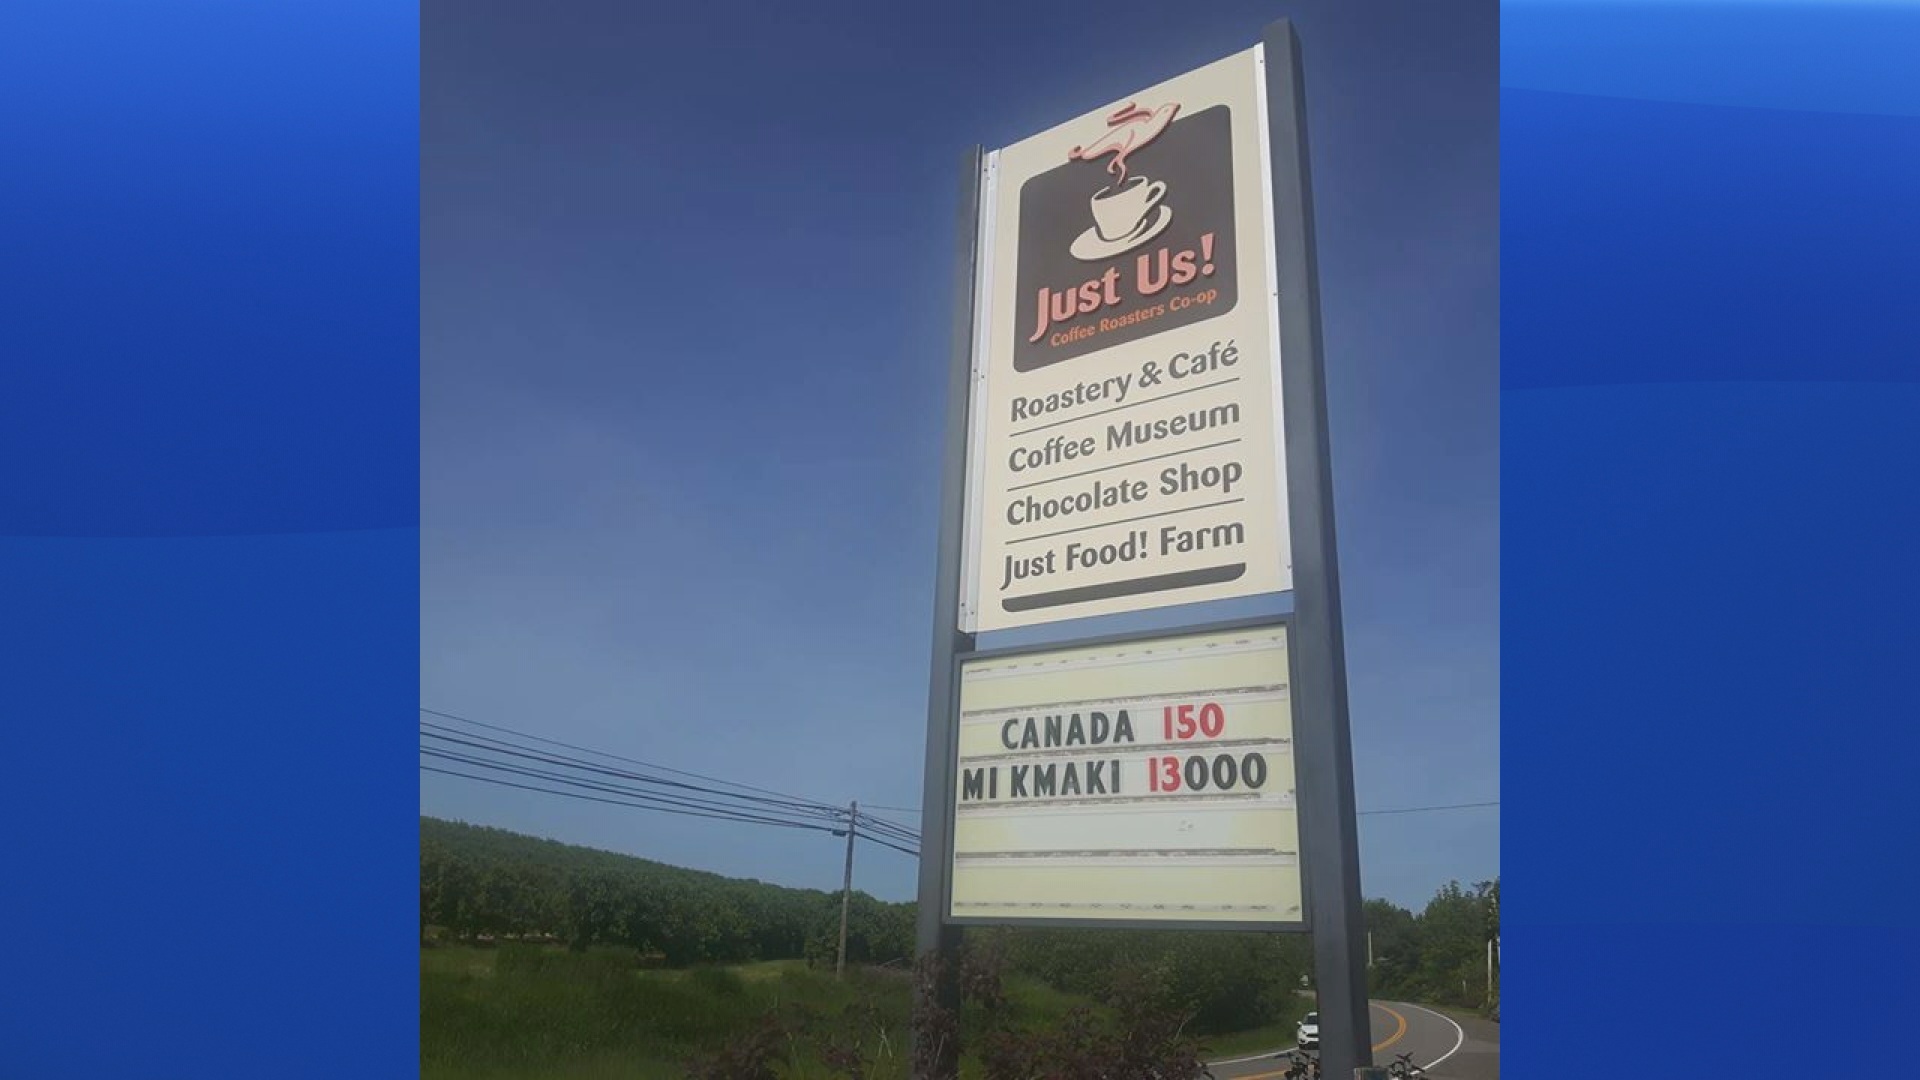 Just Us!
Coffee Roasters Co-op
Roastery & Café
Coffee Museum
Chocolate Shop
Just Food! Farm
CANADA 150
MI KMAKI 13000